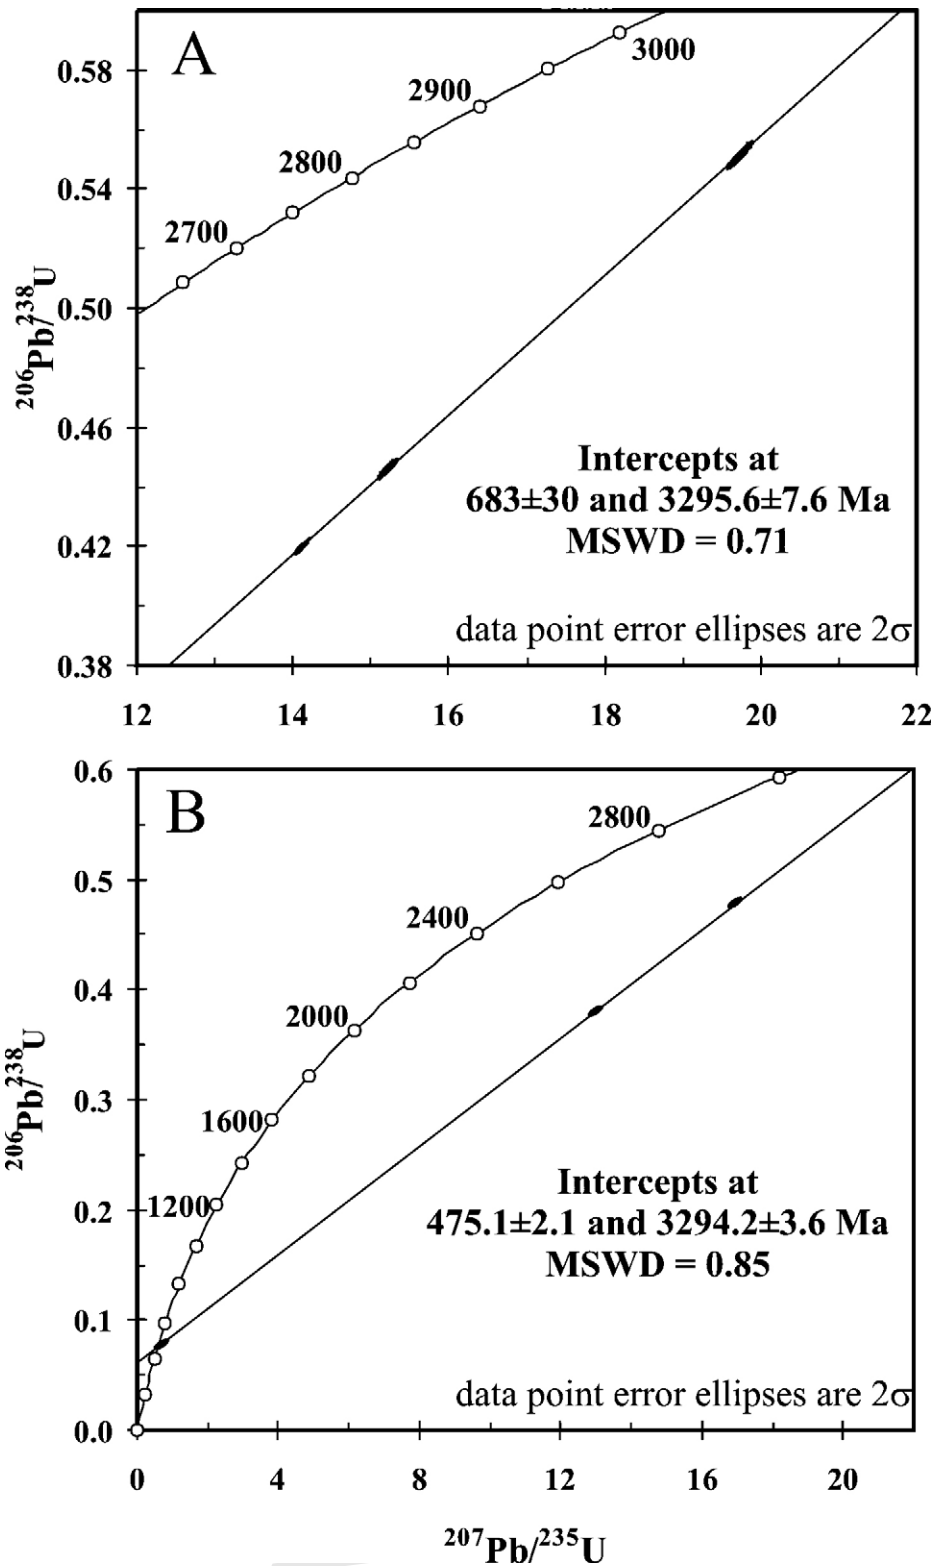 A
0.58
0.54
0.50
0.46
0.42
0.38
206Pb/238U
3000
2900
2800
2700
Intercepts at
683±30 and 3295.6±7.6 Ma
MSWD = 0.71
data point error ellipses are 2σ
12 14 16 18 20 22
B
0.6
0.5
0.4
0.3
0.2
0.1
0.0
206Pb/238U
2800
2400
2000
1600
1200
Intercepts at
475.1±2.1 and 3294.2±3.6 Ma
MSWD = 0.85
data point error ellipses are 2σ
0 4 8 12 16 20
207Pb/235U